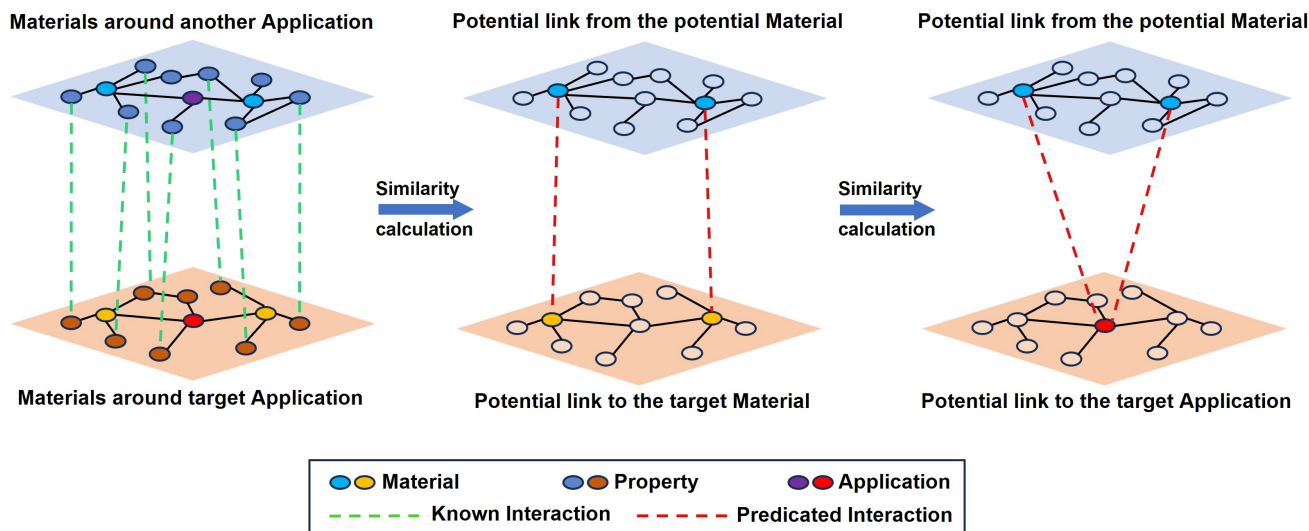 Materials around another Application
Potential link from the potential Material
Potential link from the potential Material
Similarity
calculation
Similarity
calculation
Materials around target Application
Potential link to the target Material
Potential link to the target Application
Material
Property
Application
Known Interaction
Predicated Interaction